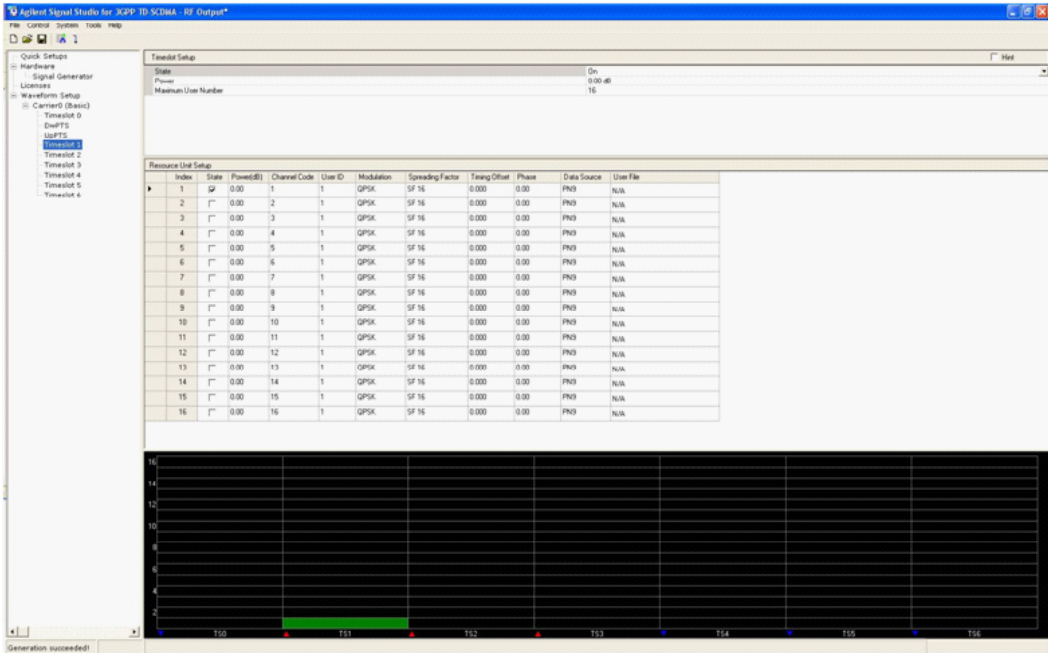 Agilent Signal Studio for 3GPP TD-SCDMA - RF Output*
File Control System Tools Help
Quick Setups
Hardware
Signal Generator
Licenses
Waveform Setup
Carrier0 (Basic)
Timeslot 0
DwPTS
UpPTS
Timeslot 1
Timeslot 2
Timeslot 3
Timeslot 4
Timeslot 5
Timeslot 6
Timeslot Setup Hint
State On
Power 0.00 dB
Maximum User Number 16
Resource Unit Setup
Index State Power(dB) Channel Code User ID Modulation Spreading Factor Timing Offset Phase Data Source User File
1 0.00 1 1 QPSK SF 16 0.000 0.00 PN9 N/A
2 0.00 2 1 QPSK SF 16 0.000 0.00 PN9 N/A
3 0.00 3 1 QPSK SF 16 0.000 0.00 PN9 N/A
4 0.00 4 1 QPSK SF 16 0.000 0.00 PN9 N/A
5 0.00 5 1 QPSK SF 16 0.000 0.00 PN9 N/A
6 0.00 6 1 QPSK SF 16 0.000 0.00 PN9 N/A
7 0.00 7 1 QPSK SF 16 0.000 0.00 PN9 N/A
8 0.00 8 1 QPSK SF 16 0.000 0.00 PN9 N/A
9 0.00 9 1 QPSK SF 16 0.000 0.00 PN9 N/A
10 0.00 10 1 QPSK SF 16 0.000 0.00 PN9 N/A
11 0.00 11 1 QPSK SF 16 0.000 0.00 PN9 N/A
12 0.00 12 1 QPSK SF 16 0.000 0.00 PN9 N/A
13 0.00 13 1 QPSK SF 16 0.000 0.00 PN9 N/A
14 0.00 14 1 QPSK SF 16 0.000 0.00 PN9 N/A
15 0.00 15 1 QPSK SF 16 0.000 0.00 PN9 N/A
16 0.00 16 1 QPSK SF 16 0.000 0.00 PN9 N/A
16
14
12
10
8
6
4
2
TS0 TS1 TS2 TS3 TS4 TS5 TS6
Generation succeeded!